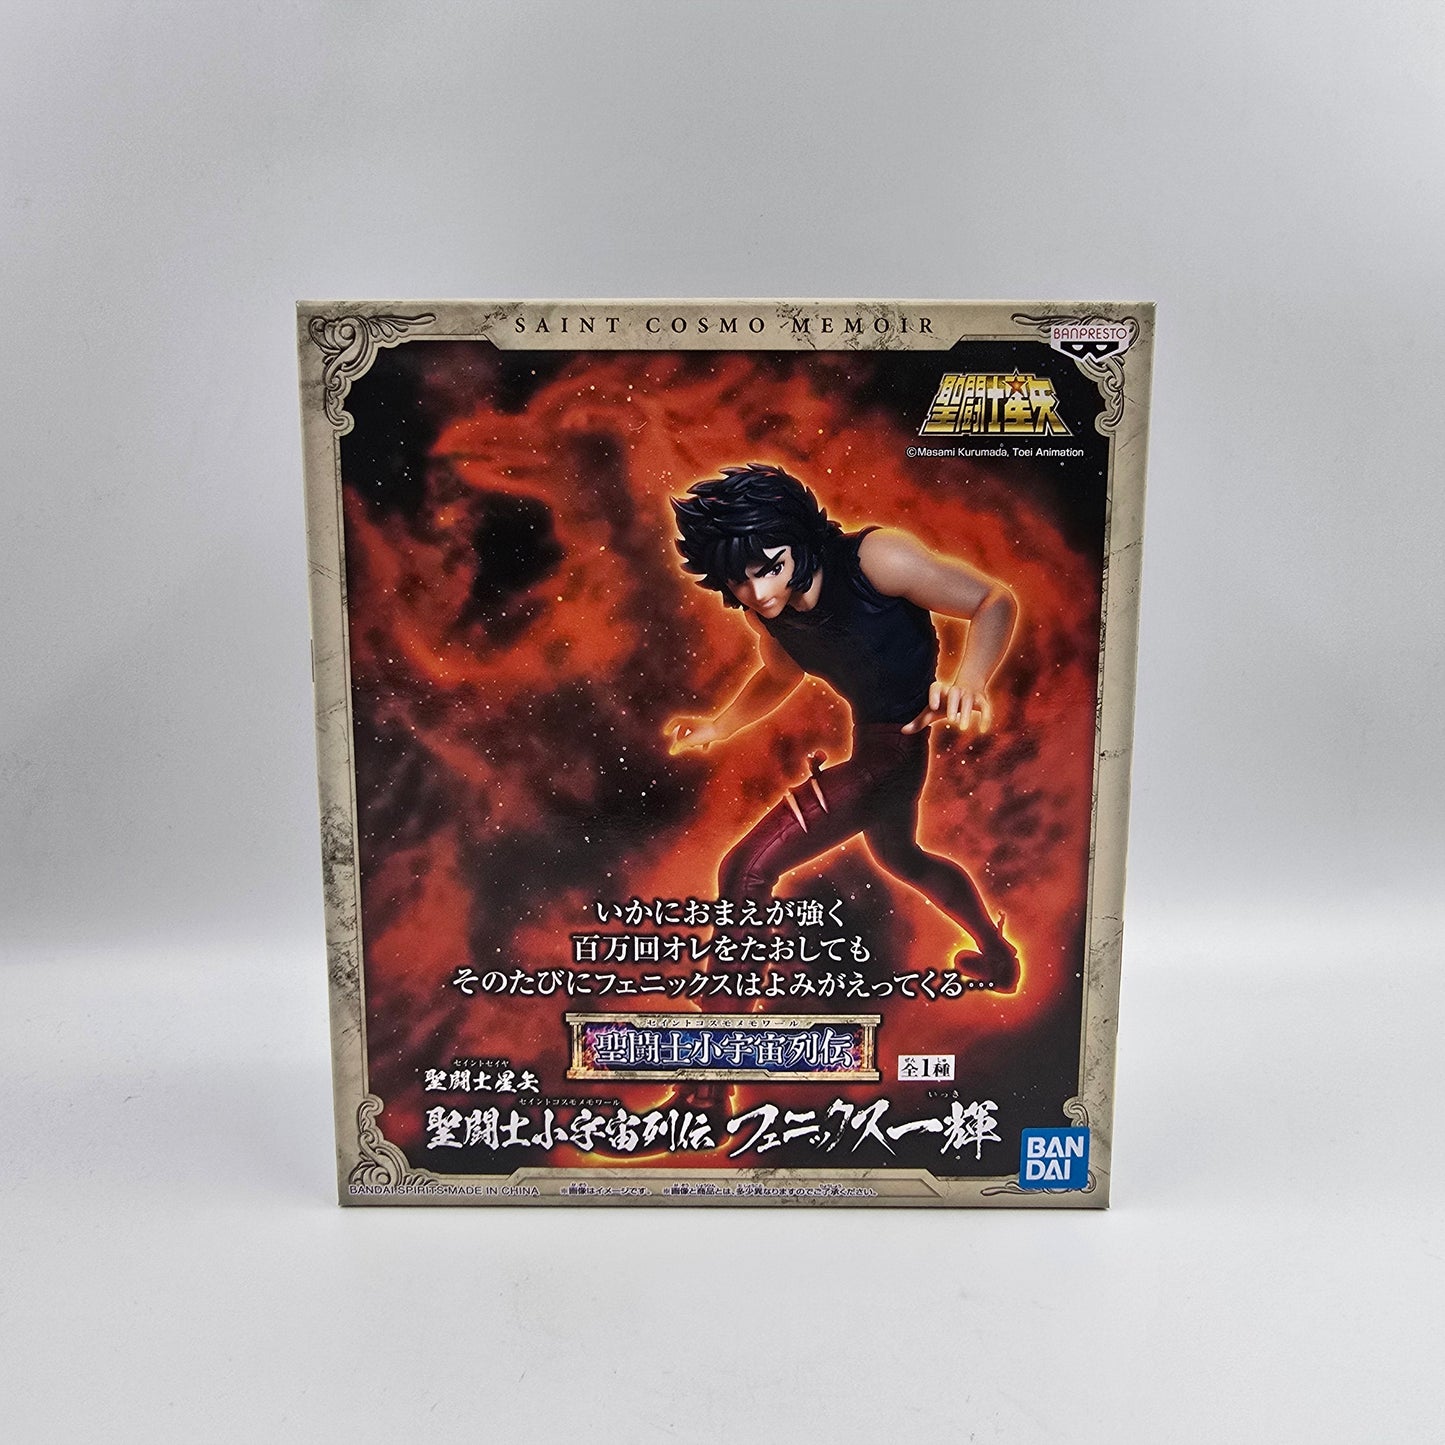 SAINT COSMO MEMOIR
BANPRESTO
聖闘士星矢
©Masami Kurumada, Toei Animation
いかにおまえが強く
百万回オレをたおしても
そのたびにフェニックスはよみがえってくる…
セイントコスモメモワール
聖闘士小宇宙列伝
ぜん しゅ
全1種
セイントセイヤ
聖闘士星矢
セイントコスモメモワール いっき
聖闘士小宇宙列伝 フェニックス一輝
BAN
DAI
BANDAI SPIRITS MADE IN CHINA ※画像はイメージです。 ※画像と商品とは、多少異なりますのでご了承ください。